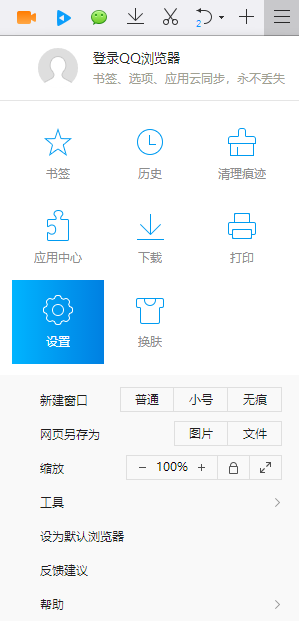 2
登录QQ浏览器
书签、选项、应用云同步，永不丢失
书签 历史 清理痕迹
应用中心 下载 打印
设置 换肤
新建窗口 普通 小号 无痕
网页另存为 图片 文件
缩放 − 100% +
工具
设为默认浏览器
反馈建议
帮助